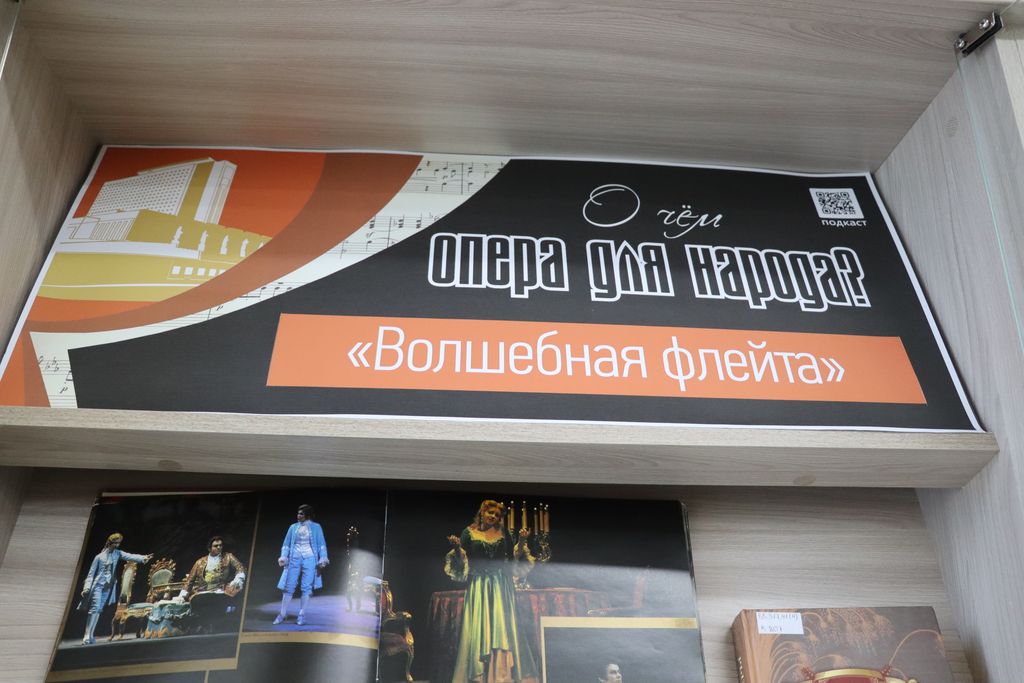 О чём
опера для народа?
подкаст
«Волшебная флейта»